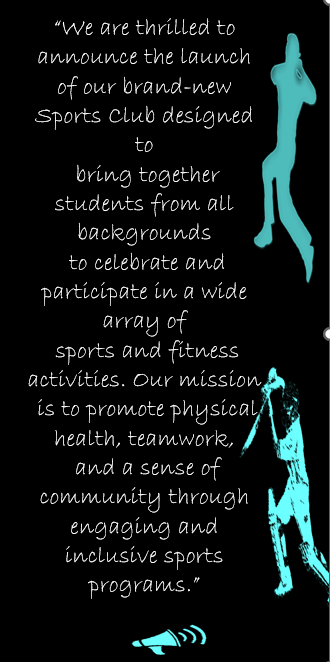 “We are thrilled to
announce the launch
of our brand-new
Sports Club designed
to
bring together
students from all
backgrounds
to celebrate and
participate in a wide
array of
sports and fitness
activities. Our mission
is to promote physical
health, teamwork,
and a sense of
community through
engaging and
inclusive sports
programs.”